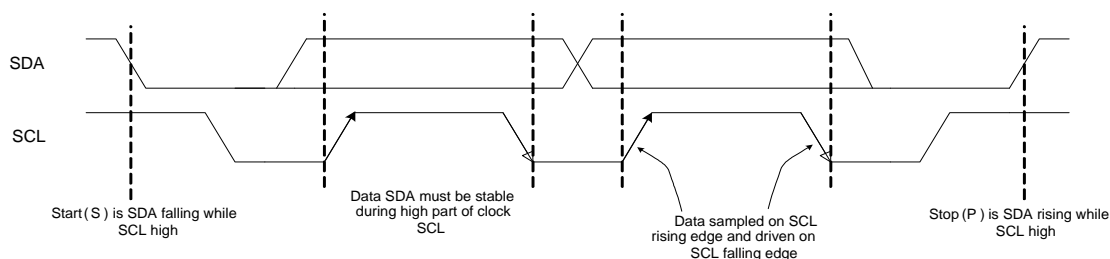 SDA
SCL
Start(S) is SDA falling while
SCL high
Data SDA must be stable
during high part of clock
SCL
Data sampled on SCL
rising edge and driven on
SCL falling edge
Stop(P) is SDA rising while
SCL high